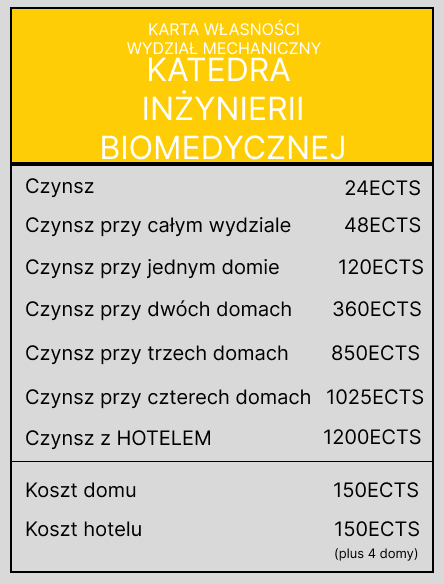 KARTA WŁASNOŚCI
WYDZIAŁ MECHANICZNY
KATEDRA
INŻYNIERII
BIOMEDYCZNEJ
Czynsz 24ECTS
Czynsz przy całym wydziale 48ECTS
Czynsz przy jednym domie 120ECTS
Czynsz przy dwóch domach 360ECTS
Czynsz przy trzech domach 850ECTS
Czynsz przy czterech domach 1025ECTS
Czynsz z HOTELEM 1200ECTS
Koszt domu 150ECTS
Koszt hotelu 150ECTS
(plus 4 domy)